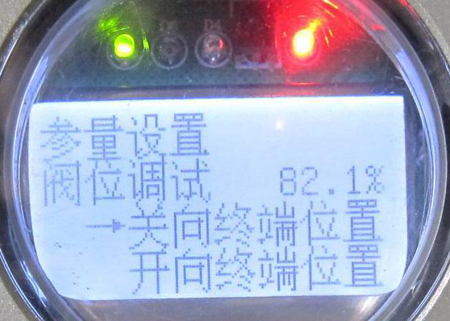 参量设置
阀位调试 82.1%
→关向终端位置
开向终端位置